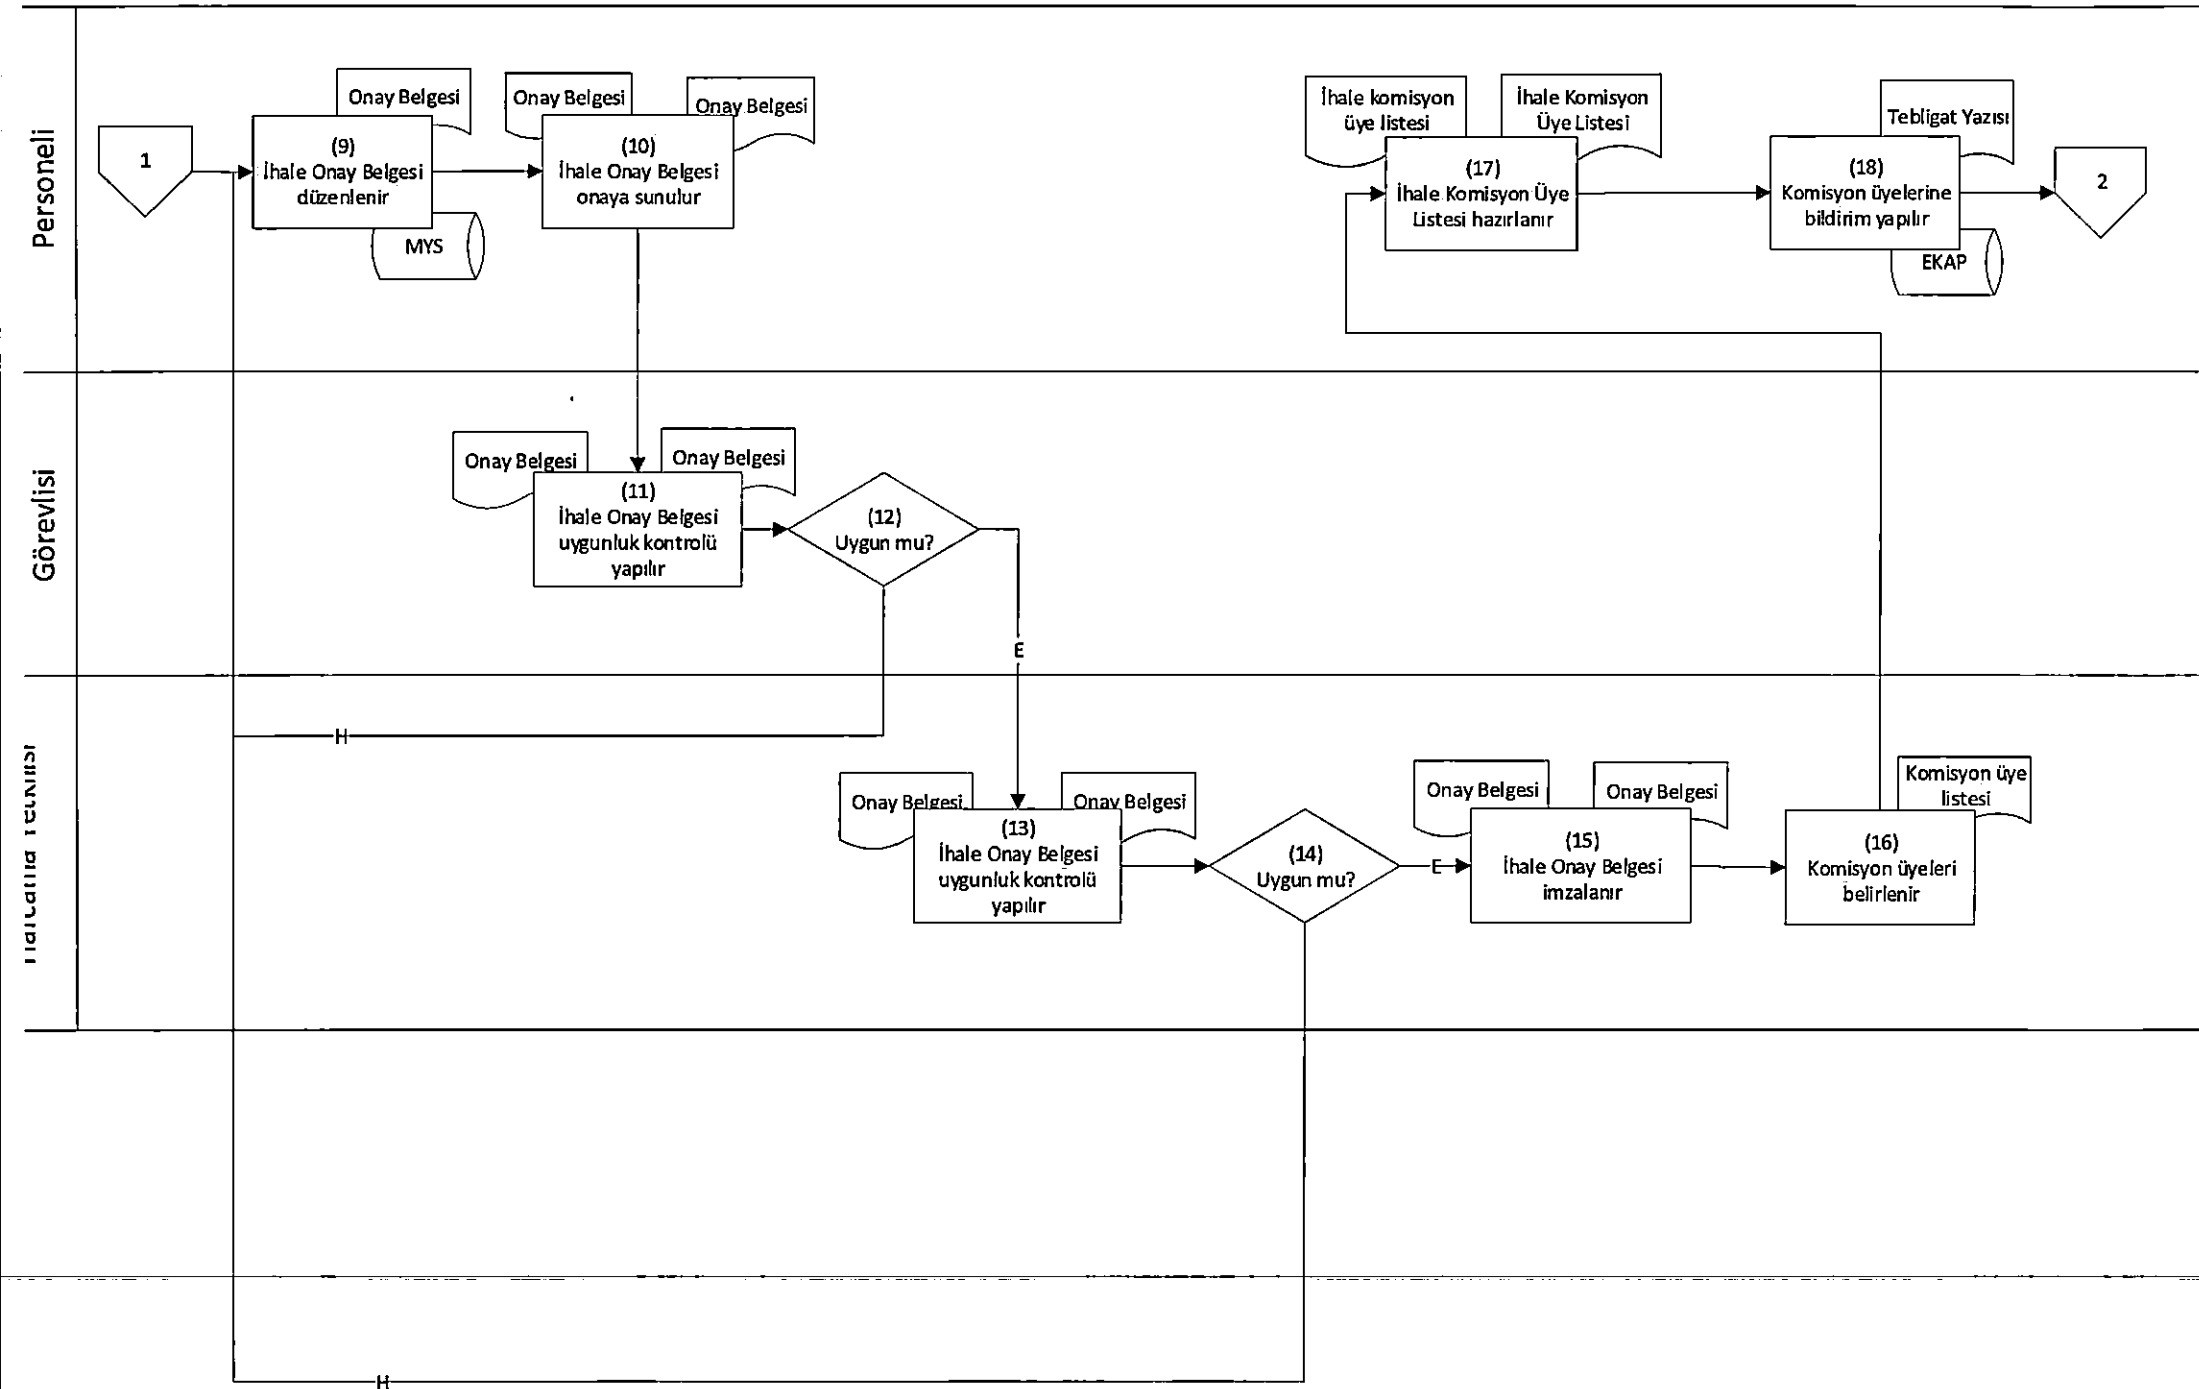 Personeli
1
Onay Belgesi
(9)
İhale Onay Belgesi
düzenlenir
MYS
Onay Belgesi
Onay Belgesi
(10)
İhale Onay Belgesi
onaya sunulur
İhale komisyon
üye listesi
İhale Komisyon
Üye Listesi
(17)
İhale Komisyon Üye
Listesi hazırlanır
Tebligat Yazısı
(18)
Komisyon üyelerine
bildirim yapılır
EKAP
2
Görevlisi
Onay Belgesi
Onay Belgesi
(11)
İhale Onay Belgesi
uygunluk kontrolü
yapılır
(12)
Uygun mu?
E
H
Onay Belgesi
Onay Belgesi
(13)
İhale Onay Belgesi
uygunluk kontrolü
yapılır
(14)
Uygun mu?
E
Onay Belgesi
Onay Belgesi
(15)
İhale Onay Belgesi
imzalanır
Komisyon üye
listesi
(16)
Komisyon üyeleri
belirlenir
H